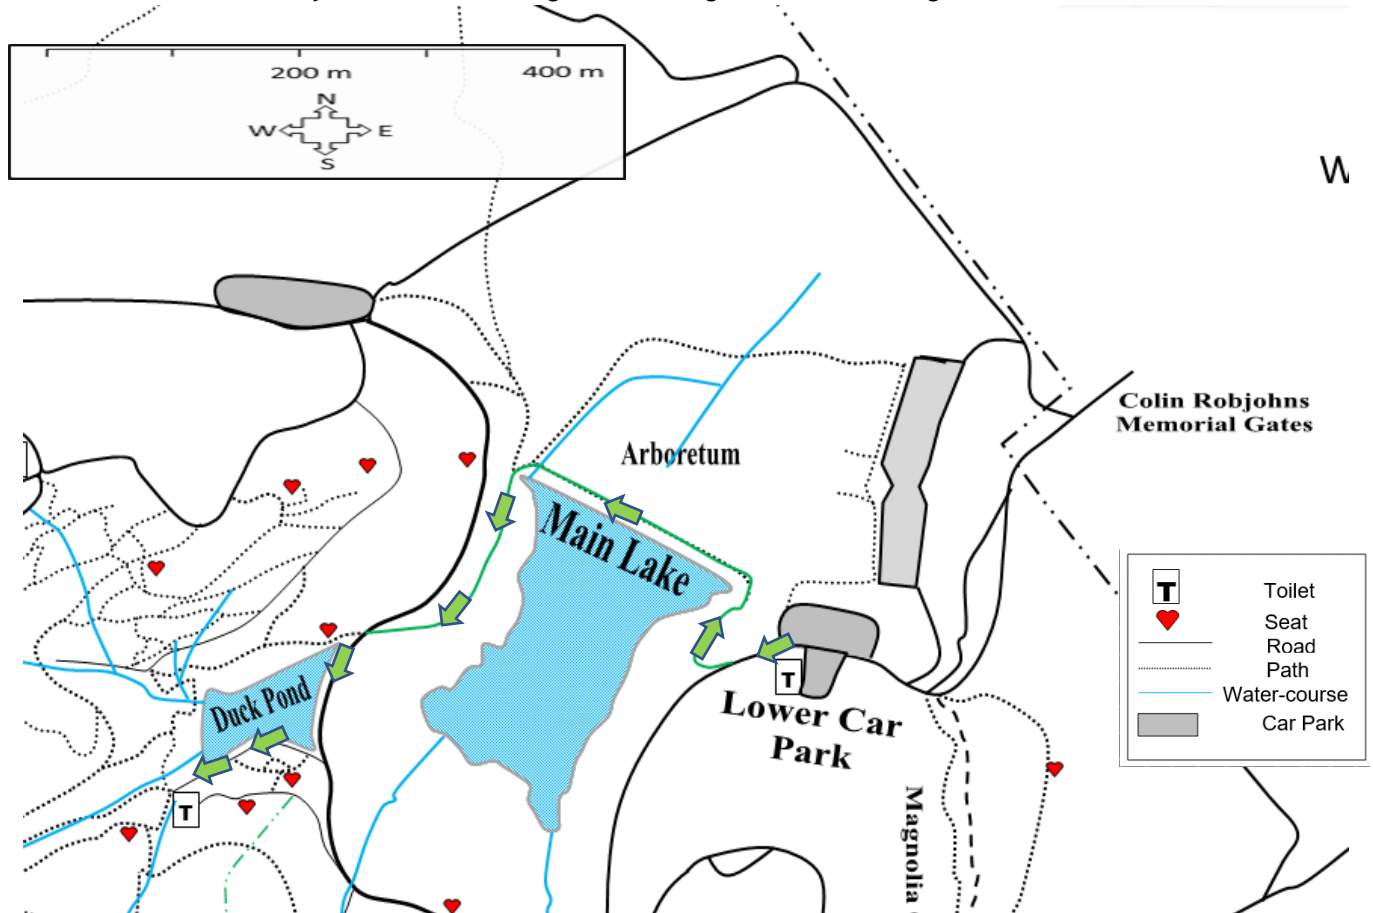 200 m
400 m
N
W
E
S
W
Colin Robjohns
Memorial Gates
Arboretum
Main Lake
T
Toilet
Seat
Road
Path
Water-course
Car Park
Duck Pond
T
Lower Car
Park
T
Magnolia